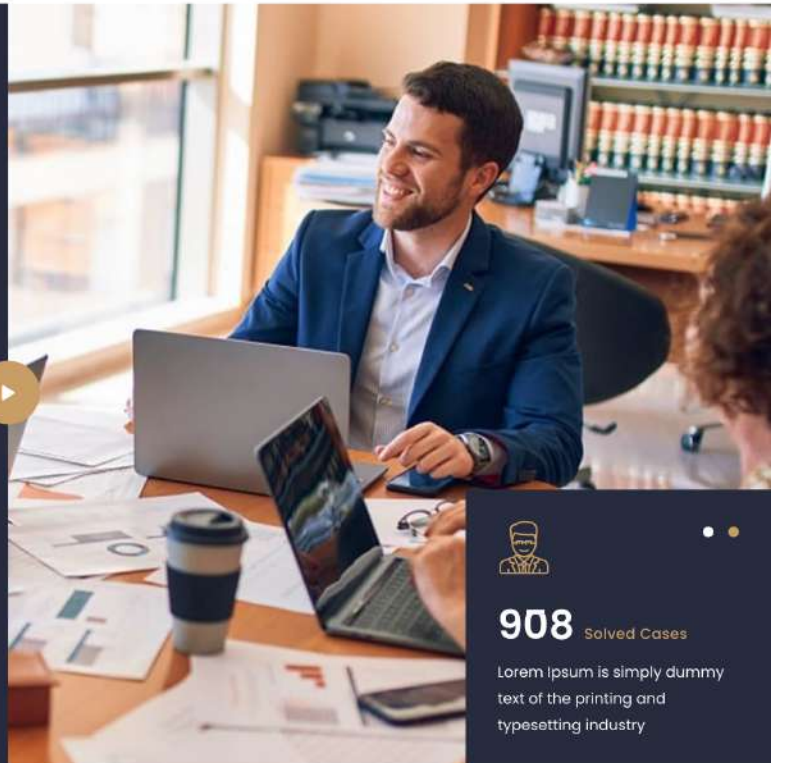 908 Solved Cases
Lorem Ipsum is simply dummy
text of the printing and
typesetting industry